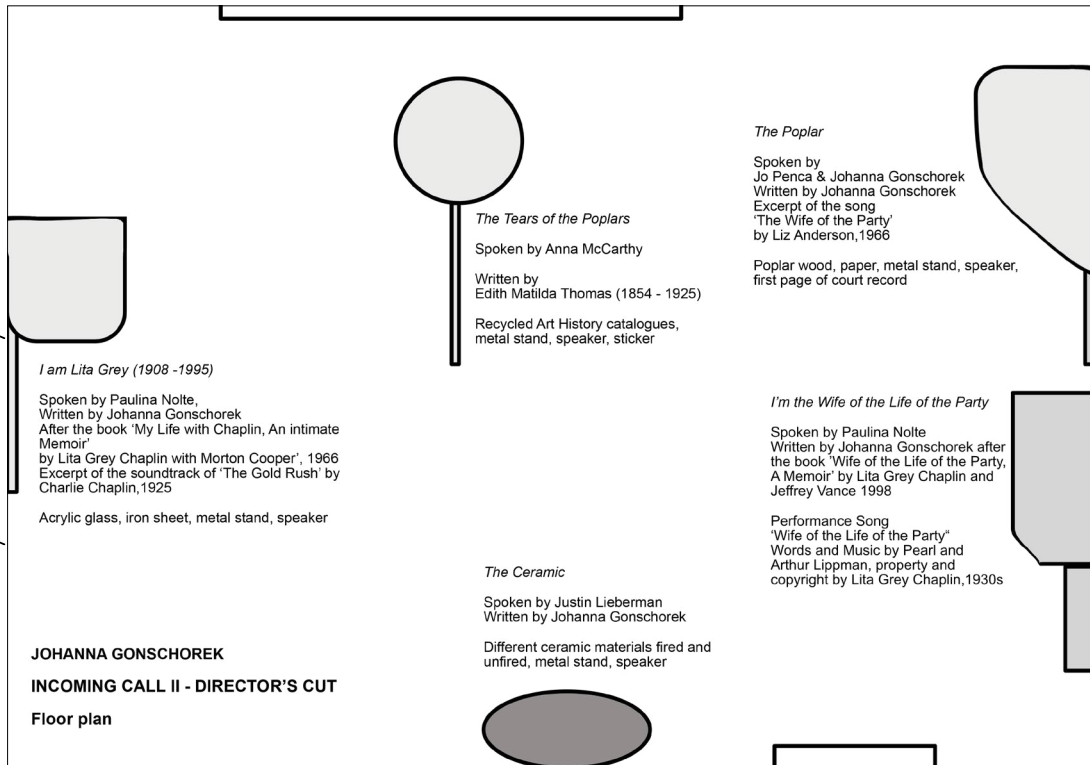 The Tears of the Poplars
Spoken by Anna McCarthy
Written by
Edith Matilda Thomas (1854 - 1925)
Recycled Art History catalogues,
metal stand, speaker, sticker
The Poplar
Spoken by
Jo Penca & Johanna Gonschorek
Written by Johanna Gonschorek
Excerpt of the song
‘The Wife of the Party’
by Liz Anderson,1966
Poplar wood, paper, metal stand, speaker,
first page of court record
I am Lita Grey (1908 -1995)
Spoken by Paulina Nolte,
Written by Johanna Gonschorek
After the book ‘My Life with Chaplin, An intimate
Memoir’
by Lita Grey Chaplin with Morton Cooper’, 1966
Excerpt of the soundtrack of ‘The Gold Rush’ by
Charlie Chaplin,1925
Acrylic glass, iron sheet, metal stand, speaker
I’m the Wife of the Life of the Party
Spoken by Paulina Nolte
Written by Johanna Gonschorek after
the book ’Wife of the Life of the Party,
A Memoir’ by Lita Grey Chaplin and
Jeffrey Vance 1998
Performance Song
‘Wife of the Life of the Party“
Words and Music by Pearl and
Arthur Lippman, property and
copyright by Lita Grey Chaplin,1930s
The Ceramic
Spoken by Justin Lieberman
Written by Johanna Gonschorek
Different ceramic materials fired and
unfired, metal stand, speaker
JOHANNA GONSCHOREK
INCOMING CALL II - DIRECTOR’S CUT
Floor plan